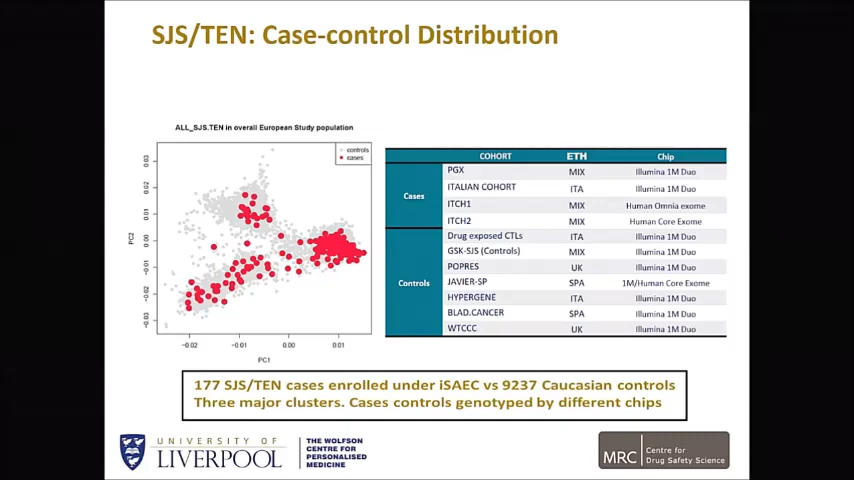 SJS/TEN: Case-control Distribution
ALL_SJS.TEN in overall European Study population
controls
cases
0.03
0.02
0.01
0.00
-0.01
-0.02
-0.03
PC2
-0.02
-0.01
0.00
0.01
PC1
COHORT ETH Chip
Cases
PGX MIX Illumina 1M Duo
ITALIAN COHORT ITA Illumina 1M Duo
ITCH1 MIX Human Omnia exome
ITCH2 MIX Human Core Exome
Controls
Drug exposed CTLs ITA Illumina 1M Duo
GSK-SJS (Controls) MIX Illumina 1M Duo
POPRES UK Illumina 1M Duo
JAVIER-SP SPA 1M/Human Core Exome
HYPERGENE ITA Illumina 1M Duo
BLAD.CANCER SPA Illumina 1M Duo
WTCCC UK Illumina 1M Duo
177 SJS/TEN cases enrolled under iSAEC vs 9237 Caucasian controls
Three major clusters. Cases controls genotyped by different chips
UNIVERSITY OF
LIVERPOOL
THE WOLFSON
CENTRE FOR
PERSONALISED
MEDICINE
MRC
Centre for
Drug Safety Science